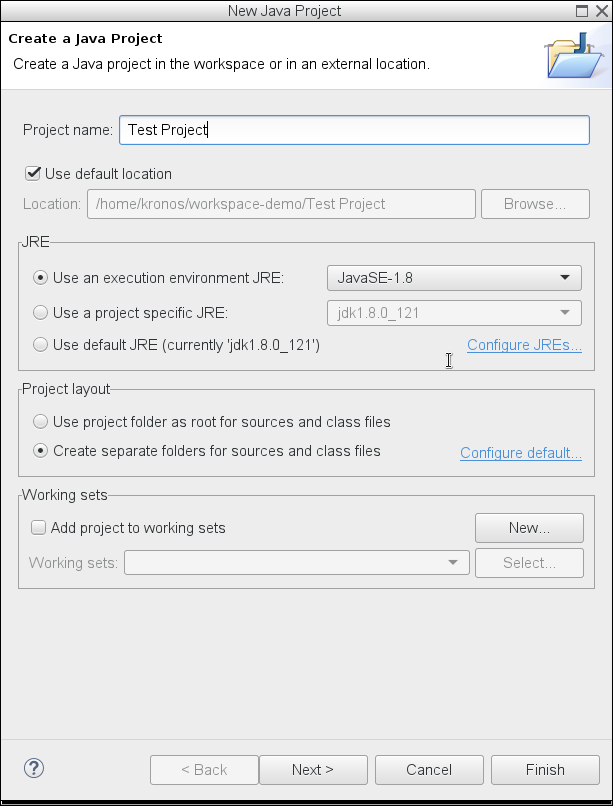 New Java Project
Create a Java Project
Create a Java project in the workspace or in an external location.
Project name: Test Project
Use default location
Location: /home/kronos/workspace-demo/Test Project Browse...
JRE
Use an execution environment JRE: JavaSE-1.8
Use a project specific JRE: jdk1.8.0_121
Use default JRE (currently 'jdk1.8.0_121') Configure JREs...
Project layout
Use project folder as root for sources and class files
Create separate folders for sources and class files Configure default...
Working sets
Add project to working sets New...
Working sets: Select...
? < Back Next > Cancel Finish